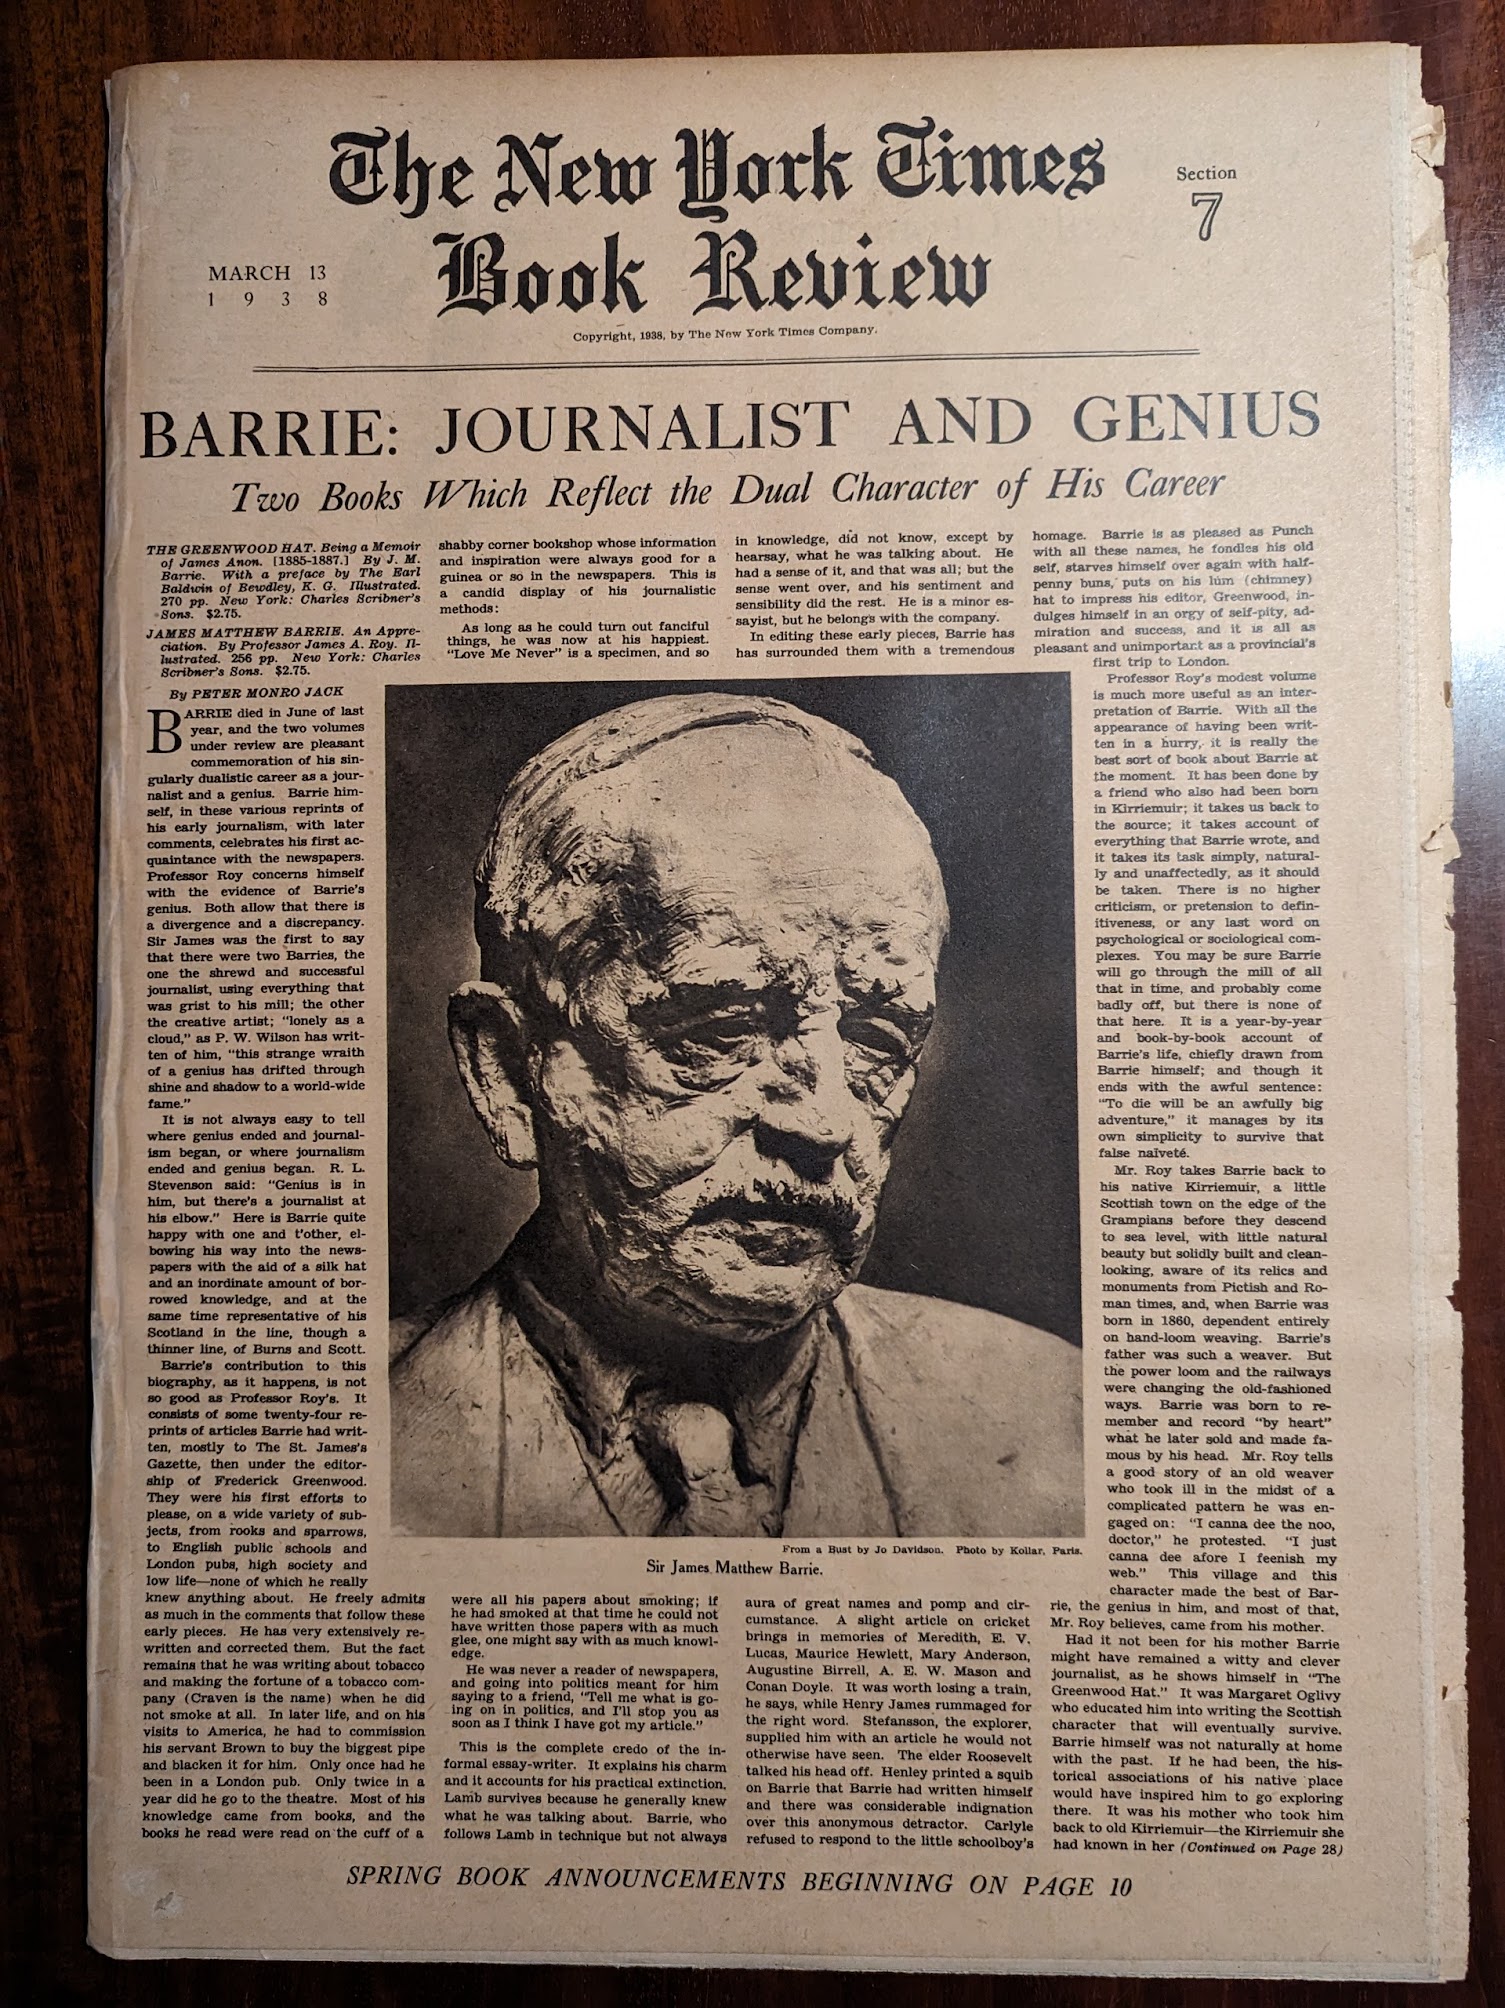 The New York Times
Book Review
Section
7
MARCH 13
1 9 3 8
Copyright, 1938, by The New York Times Company.
BARRIE: JOURNALIST AND GENIUS
Two Books Which Reflect the Dual Character of His Career
THE GREENWOOD HAT. Being a Memoir
of James Anon. [1885-1887.] By J. M.
Barrie. With a preface by The Earl
Baldwin of Bewdley, K. G. Illustrated.
270 pp. New York: Charles Scribner's
Sons. $2.75.
JAMES MATTHEW BARRIE. An Appre-
ciation. By Professor James A. Roy. Il-
lustrated. 256 pp. New York: Charles
Scribner's Sons. $2.75.
By PETER MONRO JACK
BARRIE died in June of last
year, and the two volumes
under review are pleasant
commemoration of his sin-
gularly dualistic career as a jour-
nalist and a genius. Barrie him-
self, in these various reprints of
his early journalism, with later
comments, celebrates his first ac-
quaintance with the newspapers.
Professor Roy concerns himself
with the evidence of Barrie's
genius. Both allow that there is
a divergence and a discrepancy.
Sir James was the first to say
that there were two Barries, the
one the shrewd and successful
journalist, using everything that
was grist to his mill; the other
the creative artist; "lonely as a
cloud," as P. W. Wilson has writ-
ten of him, "this strange wraith
of a genius has drifted through
shine and shadow to a world-wide
fame."
It is not always easy to tell
where genius ended and journal-
ism began, or where journalism
ended and genius began. R. L.
Stevenson said: "Genius is in
him, but there's a journalist at
his elbow." Here is Barrie quite
happy with one and t'other, el-
bowing his way into the news-
papers with the aid of a silk hat
and an inordinate amount of bor-
rowed knowledge, and at the
same time representative of his
Scotland in the line, though a
thinner line, of Burns and Scott.
Barrie's contribution to this
biography, as it happens, is not
so good as Professor Roy's. It
consists of some twenty-four re-
prints of articles Barrie had writ-
ten, mostly to The St. James's
Gazette, then under the editor-
ship of Frederick Greenwood.
They were his first efforts to
please, on a wide variety of sub-
jects, from rooks and sparrows,
to English public schools and
London pubs, high society and
low life—none of which he really
knew anything about. He freely admits
as much in the comments that follow these
early pieces. He has very extensively re-
written and corrected them. But the fact
remains that he was writing about tobacco
and making the fortune of a tobacco com-
pany (Craven is the name) when he did
not smoke at all. In later life, and on his
visits to America, he had to commission
his servant Brown to buy the biggest pipe
and blacken it for him. Only once had he
been in a London pub. Only twice in a
year did he go to the theatre. Most of his
knowledge came from books, and the
books he read were read on the cuff of a
shabby corner bookshop whose information
and inspiration were always good for a
guinea or so in the newspapers. This is
a candid display of his journalistic
methods:
As long as he could turn out fanciful
things, he was now at his happiest.
"Love Me Never" is a specimen, and so
were all his papers about smoking; if
he had smoked at that time he could not
have written those papers with as much
glee, one might say with as much knowl-
edge.
He was never a reader of newspapers,
and going into politics meant for him
saying to a friend, "Tell me what is go-
ing on in politics, and I'll stop you as
soon as I think I have got my article."
This is the complete credo of the in-
formal essay-writer. It explains his charm
and it accounts for his practical extinction.
Lamb survives because he generally knew
what he was talking about. Barrie, who
follows Lamb in technique but not always
in knowledge, did not know, except by
hearsay, what he was talking about. He
had a sense of it, and that was all; but the
sense went over, and his sentiment and
sensibility did the rest. He is a minor es-
sayist, but he belongs with the company.
In editing these early pieces, Barrie has
has surrounded them with a tremendous
aura of great names and pomp and cir-
cumstance. A slight article on cricket
brings in memories of Meredith, E. V.
Lucas, Maurice Hewlett, Mary Anderson,
Augustine Birrell, A. E. W. Mason and
Conan Doyle. It was worth losing a train,
he says, while Henry James rummaged for
the right word. Stefansson, the explorer,
supplied him with an article he would not
otherwise have seen. The elder Roosevelt
talked his head off. Henley printed a squib
on Barrie that Barrie had written himself
and there was considerable indignation
over this anonymous detractor. Carlyle
refused to respond to the little schoolboy's
homage. Barrie is as pleased as Punch
with all these names, he fondles his old
self, starves himself over again with half-
penny buns, puts on his lum (chimney)
hat to impress his editor, Greenwood, in-
dulges himself in an orgy of self-pity, ad-
miration and success, and it is all as
pleasant and unimportant as a provincial's
first trip to London.
Professor Roy's modest volume
is much more useful as an inter-
pretation of Barrie. With all the
appearance of having been writ-
ten in a hurry, it is really the
best sort of book about Barrie at
the moment. It has been done by
a friend who also had been born
in Kirriemuir; it takes us back to
the source; it takes account of
everything that Barrie wrote, and
it takes its task simply, natural-
ly and unaffectedly, as it should
be taken. There is no higher
criticism, or pretension to defin-
itiveness, or any last word on
psychological or sociological com-
plexes. You may be sure Barrie
will go through the mill of all
that in time, and probably come
badly off, but there is none of
that here. It is a year-by-year
and book-by-book account of
Barrie's life, chiefly drawn from
Barrie himself; and though it
ends with the awful sentence:
"To die will be an awfully big
adventure," it manages by its
own simplicity to survive that
false naïveté.
Mr. Roy takes Barrie back to
his native Kirriemuir, a little
Scottish town on the edge of the
Grampians before they descend
to sea level, with little natural
beauty but solidly built and clean-
looking, aware of its relics and
monuments from Pictish and Ro-
man times, and, when Barrie was
born in 1860, dependent entirely
on hand-loom weaving. Barrie's
father was such a weaver. But
the power loom and the railways
were changing the old-fashioned
ways. Barrie was born to re-
member and record "by heart"
what he later sold and made fa-
mous by his head. Mr. Roy tells
a good story of an old weaver
who took ill in the midst of a
complicated pattern he was en-
gaged on: "I canna dee the noo,
doctor," he protested. "I just
canna dee afore I feenish my
web." This village and this
character made the best of Bar-
rie, the genius in him, and most of that,
Mr. Roy believes, came from his mother.
Had it not been for his mother Barrie
might have remained a witty and clever
journalist, as he shows himself in "The
Greenwood Hat." It was Margaret Oglivy
who educated him into writing the Scottish
character that will eventually survive.
Barrie himself was not naturally at home
with the past. If he had been, the his-
torical associations of his native place
would have inspired him to go exploring
there. It was his mother who took him
back to old Kirriemuir—the Kirriemuir she
had known in her (Continued on Page 28)
From a Bust by Jo Davidson. Photo by Kollar, Paris.
Sir James Matthew Barrie.
SPRING BOOK ANNOUNCEMENTS BEGINNING ON PAGE 10